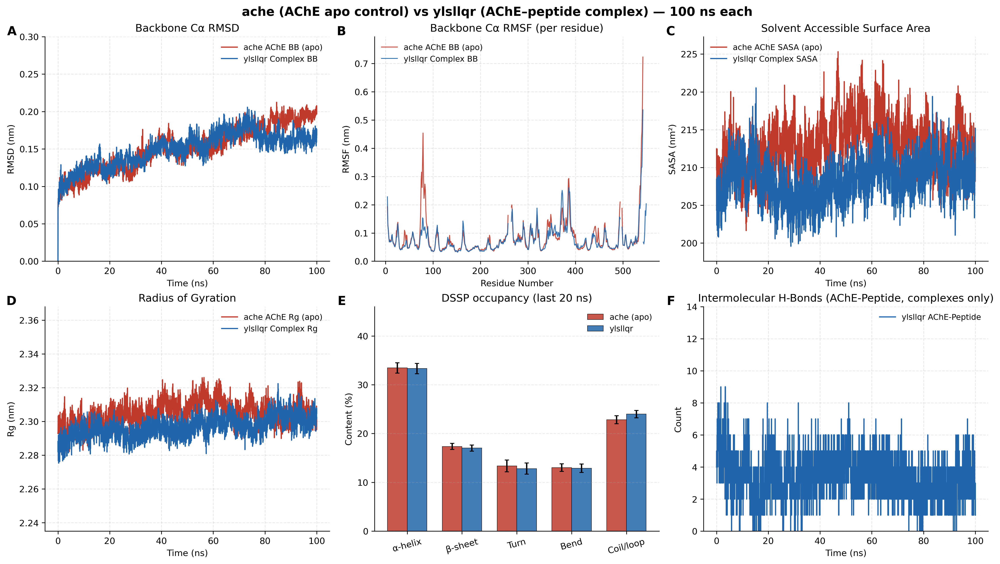 ache (AChE apo control) vs ylsllqr (AChE–peptide complex) — 100 ns each
A
Backbone Cα RMSD
0.30
0.25
0.20
0.15
0.10
0.05
0.00
RMSD (nm)
ache AChE BB (apo)
ylsllqr Complex BB
0 20 40 60 80 100
Time (ns)
B
Backbone Cα RMSF (per residue)
0.7
0.6
0.5
0.4
0.3
0.2
0.1
0.0
RMSF (nm)
ache AChE BB (apo)
ylsllqr Complex BB
0 100 200 300 400 500
Residue Number
C
Solvent Accessible Surface Area
225
220
215
210
205
200
SASA (nm²)
ache AChE SASA (apo)
ylsllqr Complex SASA
0 20 40 60 80 100
Time (ns)
D
Radius of Gyration
2.36
2.34
2.32
2.30
2.28
2.26
2.24
Rg (nm)
ache AChE Rg (apo)
ylsllqr Complex Rg
0 20 40 60 80 100
Time (ns)
E
DSSP occupancy (last 20 ns)
40
30
20
10
0
Content (%)
ache (apo)
ylsllqr
α-helix β-sheet Turn Bend Coil/loop
F
Intermolecular H-Bonds (AChE-Peptide, complexes only)
14
12
10
8
6
4
2
0
Count
ylsllqr AChE-Peptide
0 20 40 60 80 100
Time (ns)